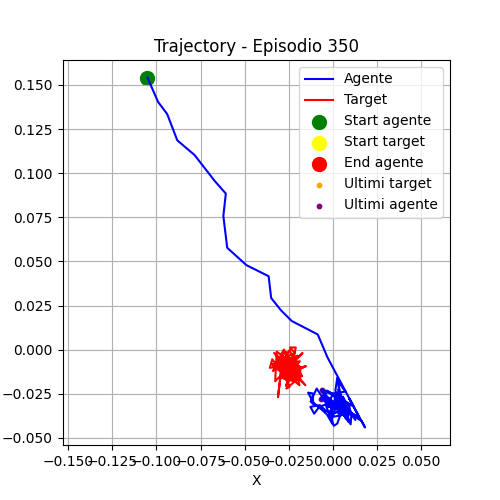 Trajectory - Episodio 350
Agente
Target
Start agente
Start target
End agente
Ultimi target
Ultimi agente
0.150
0.125
0.100
0.075
0.050
0.025
0.000
−0.025
−0.050
−0.150 −0.125 −0.100 −0.075 −0.050 −0.025 0.000 0.025 0.050
X